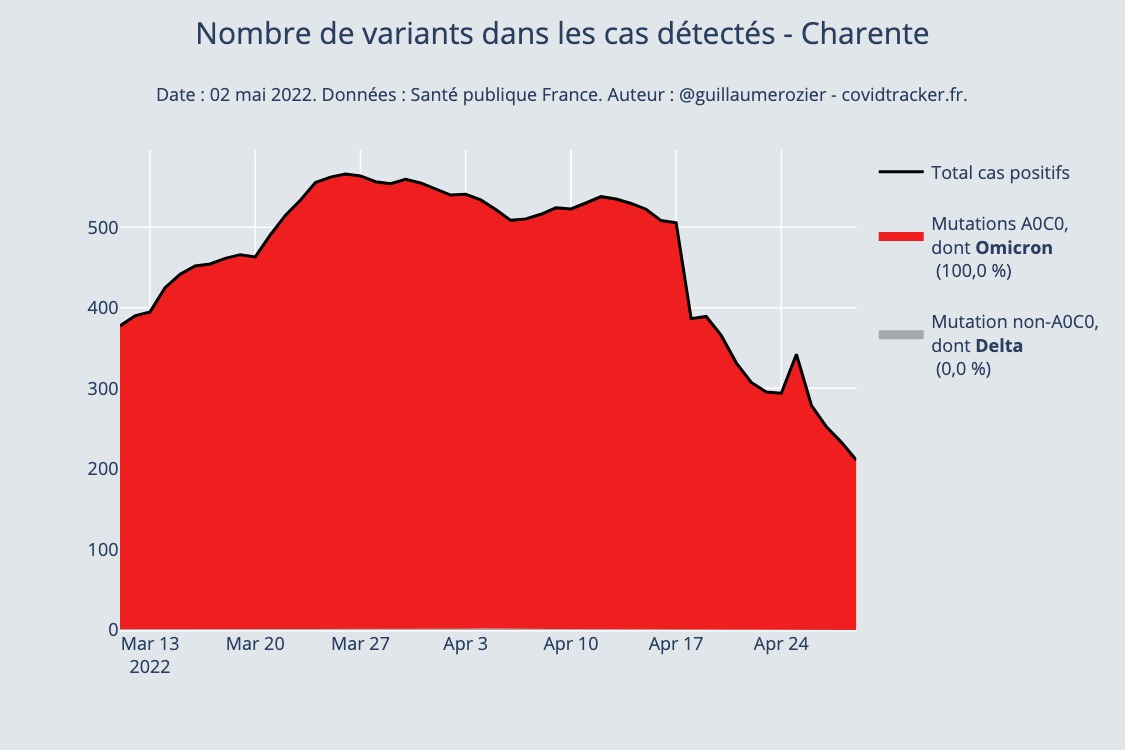 Nombre de variants dans les cas détectés - Charente
Date : 02 mai 2022. Données : Santé publique France. Auteur : @guillaumerozier - covidtracker.fr.
Total cas positifs
Mutations A0C0,
dont Omicron
(100,0 %)
Mutation non-A0C0,
dont Delta
(0,0 %)
500
400
300
200
100
0
Mar 13 Mar 20 Mar 27 Apr 3 Apr 10 Apr 17 Apr 24
2022